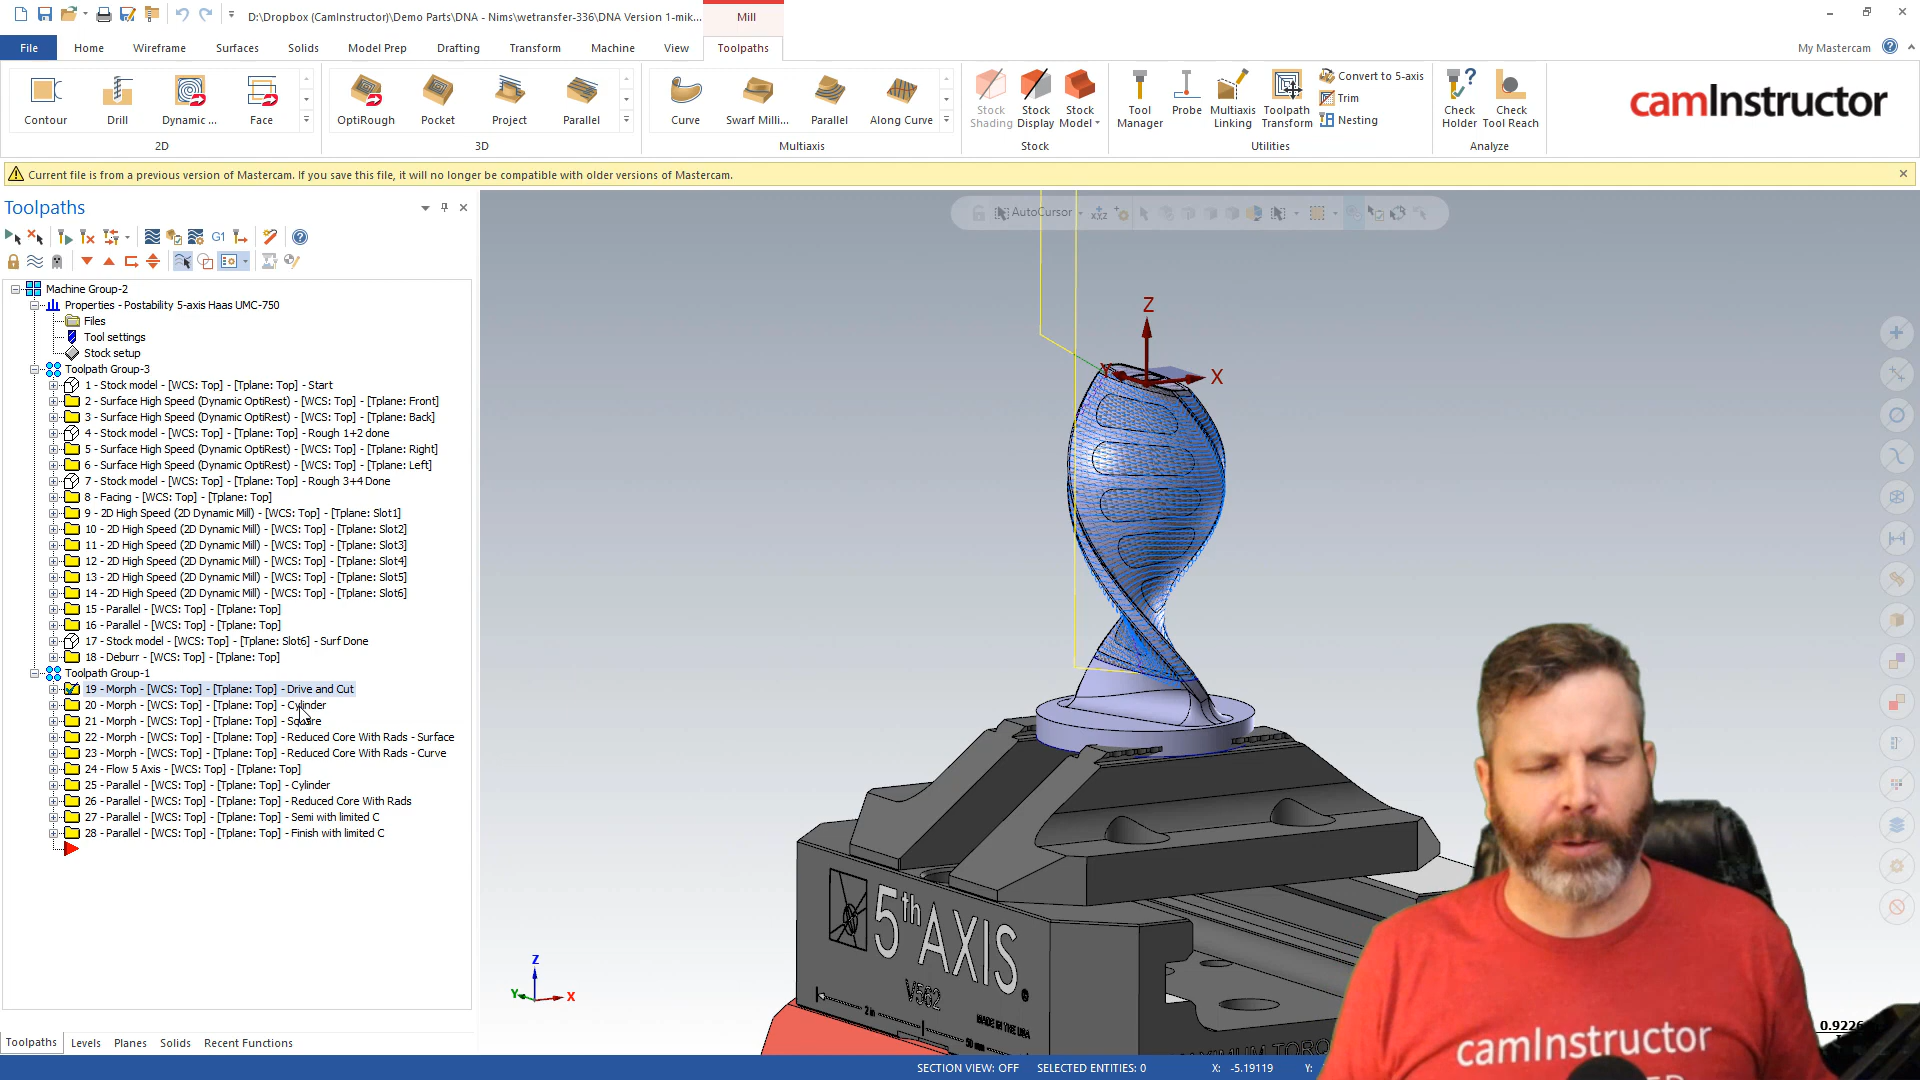 D:\Dropbox (CamInstructor)\Demo Parts\DNA - Nims\wetransfer-336\DNA Version 1-mik...
Mill
File
Home
Wireframe
Surfaces
Solids
Model Prep
Drafting
Transform
Machine
View
Toolpaths
My Mastercam
Contour
Drill
Dynamic ...
Face
2D
OptiRough
Pocket
Project
Parallel
3D
Curve
Swarf Milli...
Parallel
Along Curve
Multiaxis
Stock
Shading
Stock
Display
Stock
Model
Stock
Tool
Manager
Probe
Multiaxis
Linking
Toolpath
Transform
Convert to 5-axis
Trim
Nesting
Utilities
Check
Holder
Check
Tool Reach
Analyze
camInstructor
Current file is from a previous version of Mastercam. If you save this file, it will no longer be compatible with older versions of Mastercam.
Toolpaths
G1
Machine Group-2
Properties - Postability 5-axis Haas UMC-750
Files
Tool settings
Stock setup
Toolpath Group-3
1 - Stock model - [WCS: Top] - [Tplane: Top] - Start
2 - Surface High Speed (Dynamic OptiRest) - [WCS: Top] - [Tplane: Front]
3 - Surface High Speed (Dynamic OptiRest) - [WCS: Top] - [Tplane: Back]
4 - Stock model - [WCS: Top] - [Tplane: Top] - Rough 1+2 done
5 - Surface High Speed (Dynamic OptiRest) - [WCS: Top] - [Tplane: Right]
6 - Surface High Speed (Dynamic OptiRest) - [WCS: Top] - [Tplane: Left]
7 - Stock model - [WCS: Top] - [Tplane: Top] - Rough 3+4 Done
8 - Facing - [WCS: Top] - [Tplane: Top]
9 - 2D High Speed (2D Dynamic Mill) - [WCS: Top] - [Tplane: Slot1]
10 - 2D High Speed (2D Dynamic Mill) - [WCS: Top] - [Tplane: Slot2]
11 - 2D High Speed (2D Dynamic Mill) - [WCS: Top] - [Tplane: Slot3]
12 - 2D High Speed (2D Dynamic Mill) - [WCS: Top] - [Tplane: Slot4]
13 - 2D High Speed (2D Dynamic Mill) - [WCS: Top] - [Tplane: Slot5]
14 - 2D High Speed (2D Dynamic Mill) - [WCS: Top] - [Tplane: Slot6]
15 - Parallel - [WCS: Top] - [Tplane: Top]
16 - Parallel - [WCS: Top] - [Tplane: Top]
17 - Stock model - [WCS: Top] - [Tplane: Slot6] - Surf Done
18 - Deburr - [WCS: Top] - [Tplane: Top]
Toolpath Group-1
19 - Morph - [WCS: Top] - [Tplane: Top] - Drive and Cut
20 - Morph - [WCS: Top] - [Tplane: Top] - Cylinder
21 - Morph - [WCS: Top] - [Tplane: Top] - Square
22 - Morph - [WCS: Top] - [Tplane: Top] - Reduced Core With Rads - Surface
23 - Morph - [WCS: Top] - [Tplane: Top] - Reduced Core With Rads - Curve
24 - Flow 5 Axis - [WCS: Top] - [Tplane: Top]
25 - Parallel - [WCS: Top] - [Tplane: Top] - Cylinder
26 - Parallel - [WCS: Top] - [Tplane: Top] - Reduced Core With Rads
27 - Parallel - [WCS: Top] - [Tplane: Top] - Semi with limited C
28 - Parallel - [WCS: Top] - [Tplane: Top] - Finish with limited C
Toolpaths
Levels
Planes
Solids
Recent Functions
AutoCursor
Z
Y
X
5th AXIS
V562
2 in
50 mm
MADE IN THE USA
Z
Y
X
0.9226
camInstructor
SECTION VIEW: OFF
SELECTED ENTITIES: 0
X: -5.19119
Y: